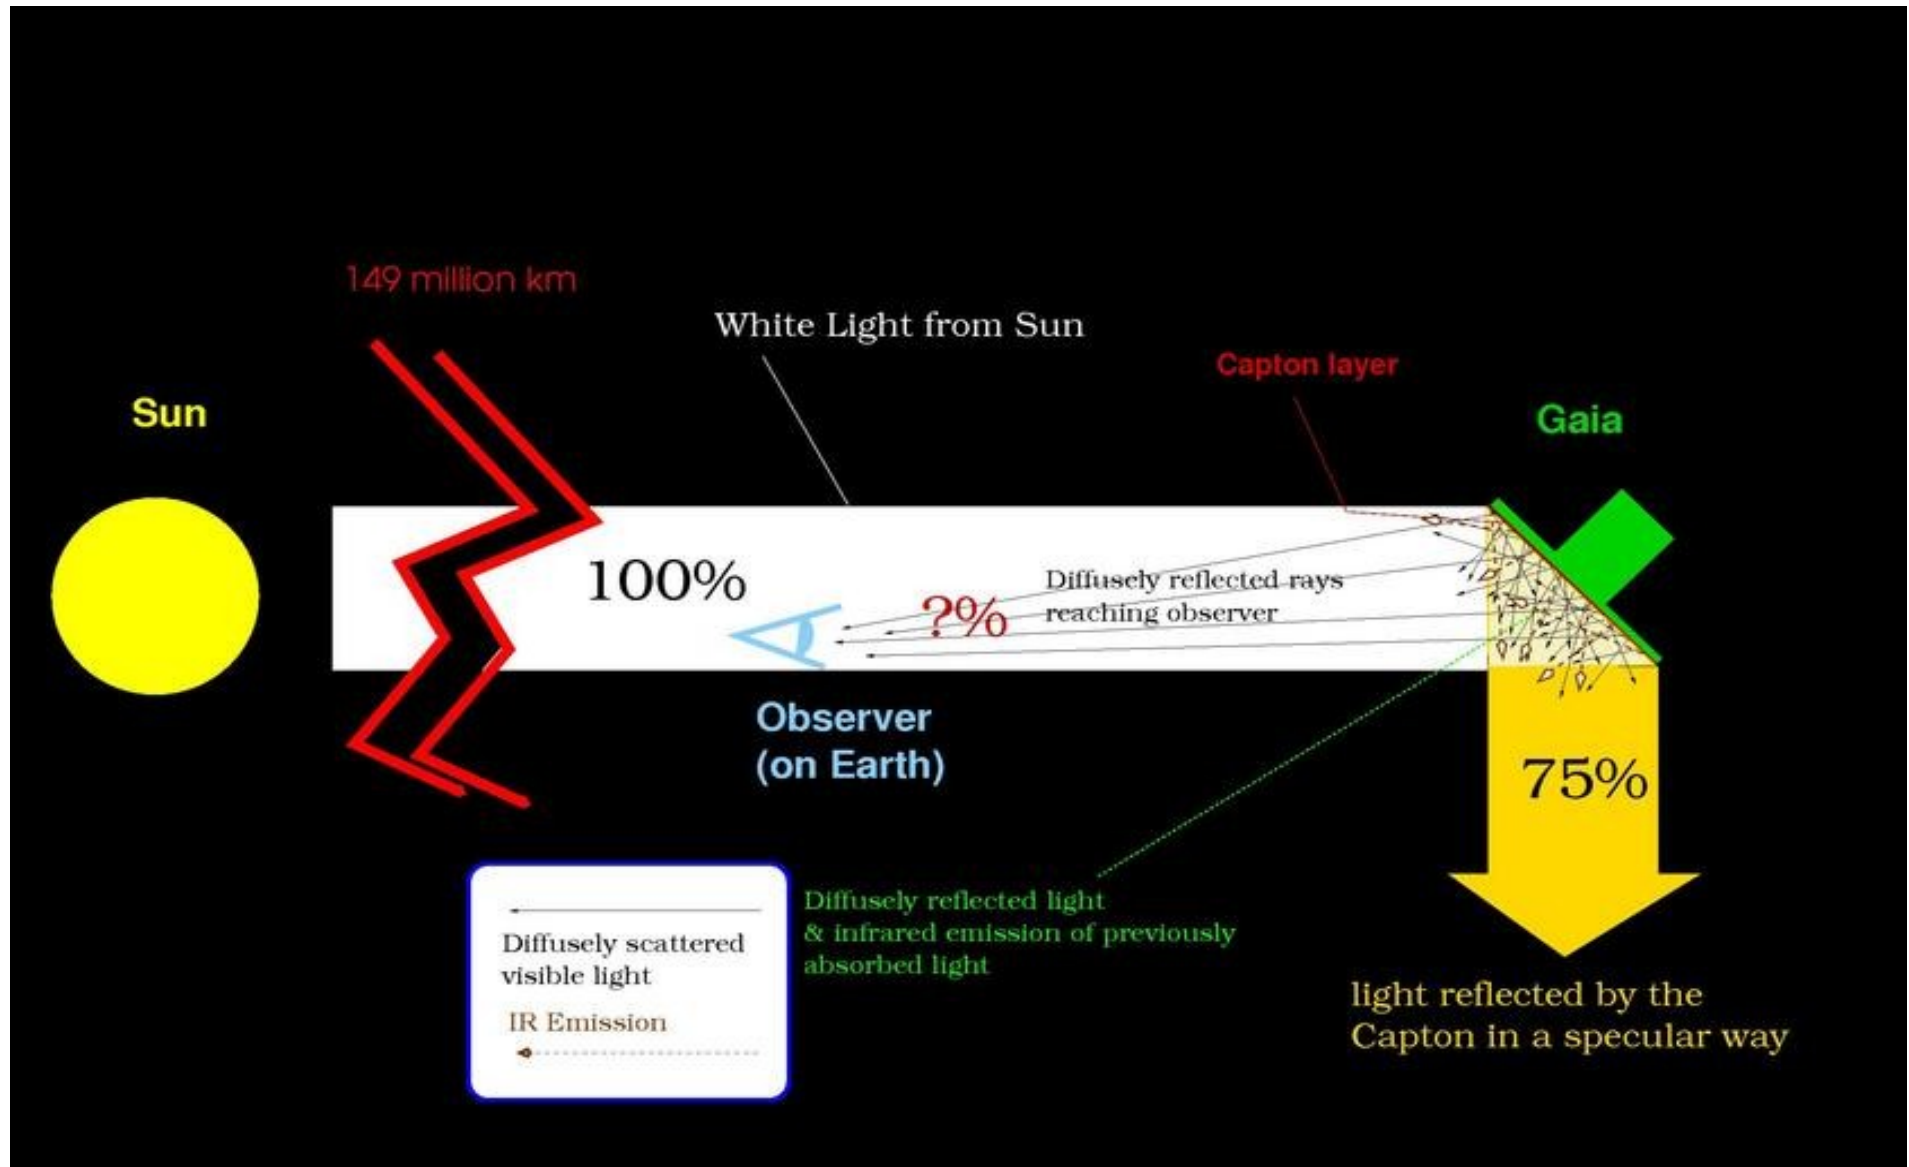 149 million km
White Light from Sun
Capton layer
Sun
Gaia
100%
?%
Diffusely reflected rays
reaching observer
Observer
(on Earth)
75%
Diffusely scattered
visible light
IR Emission
Diffusely reflected light
& infrared emission of previously
absorbed light
light reflected by the
Capton in a specular way